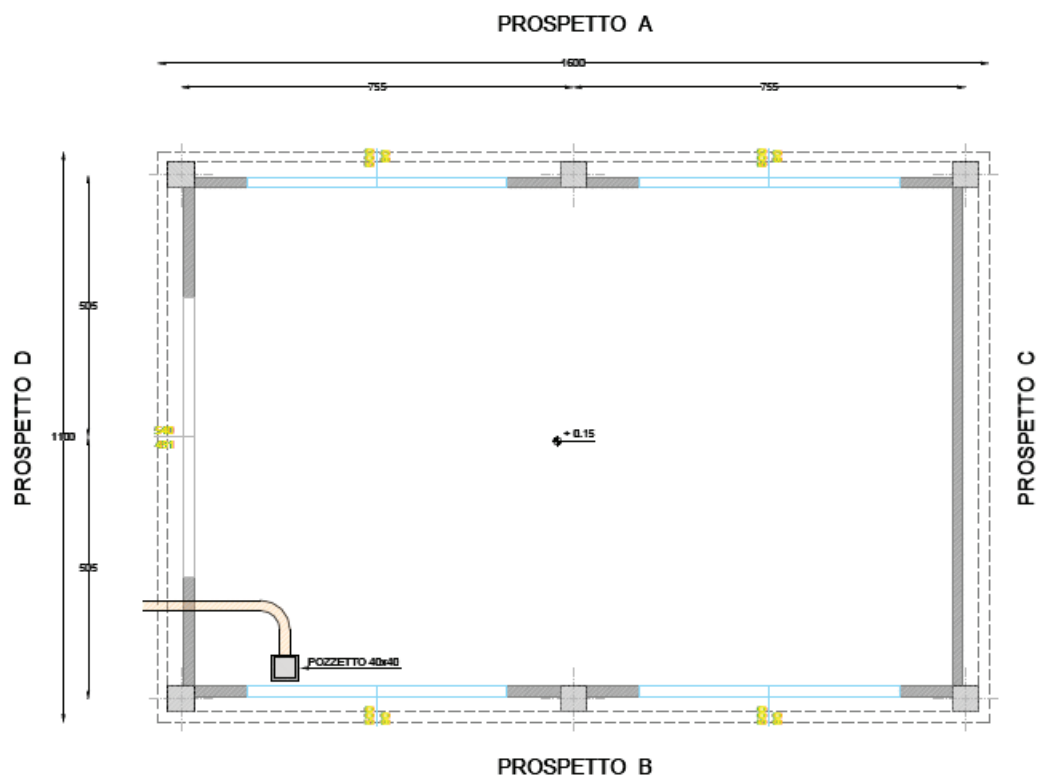 PROSPETTO A
1600
755
755
PROSPETTO D
505
1100
505
+ 0.15
PROSPETTO C
POZZETTO 40x40
PROSPETTO B